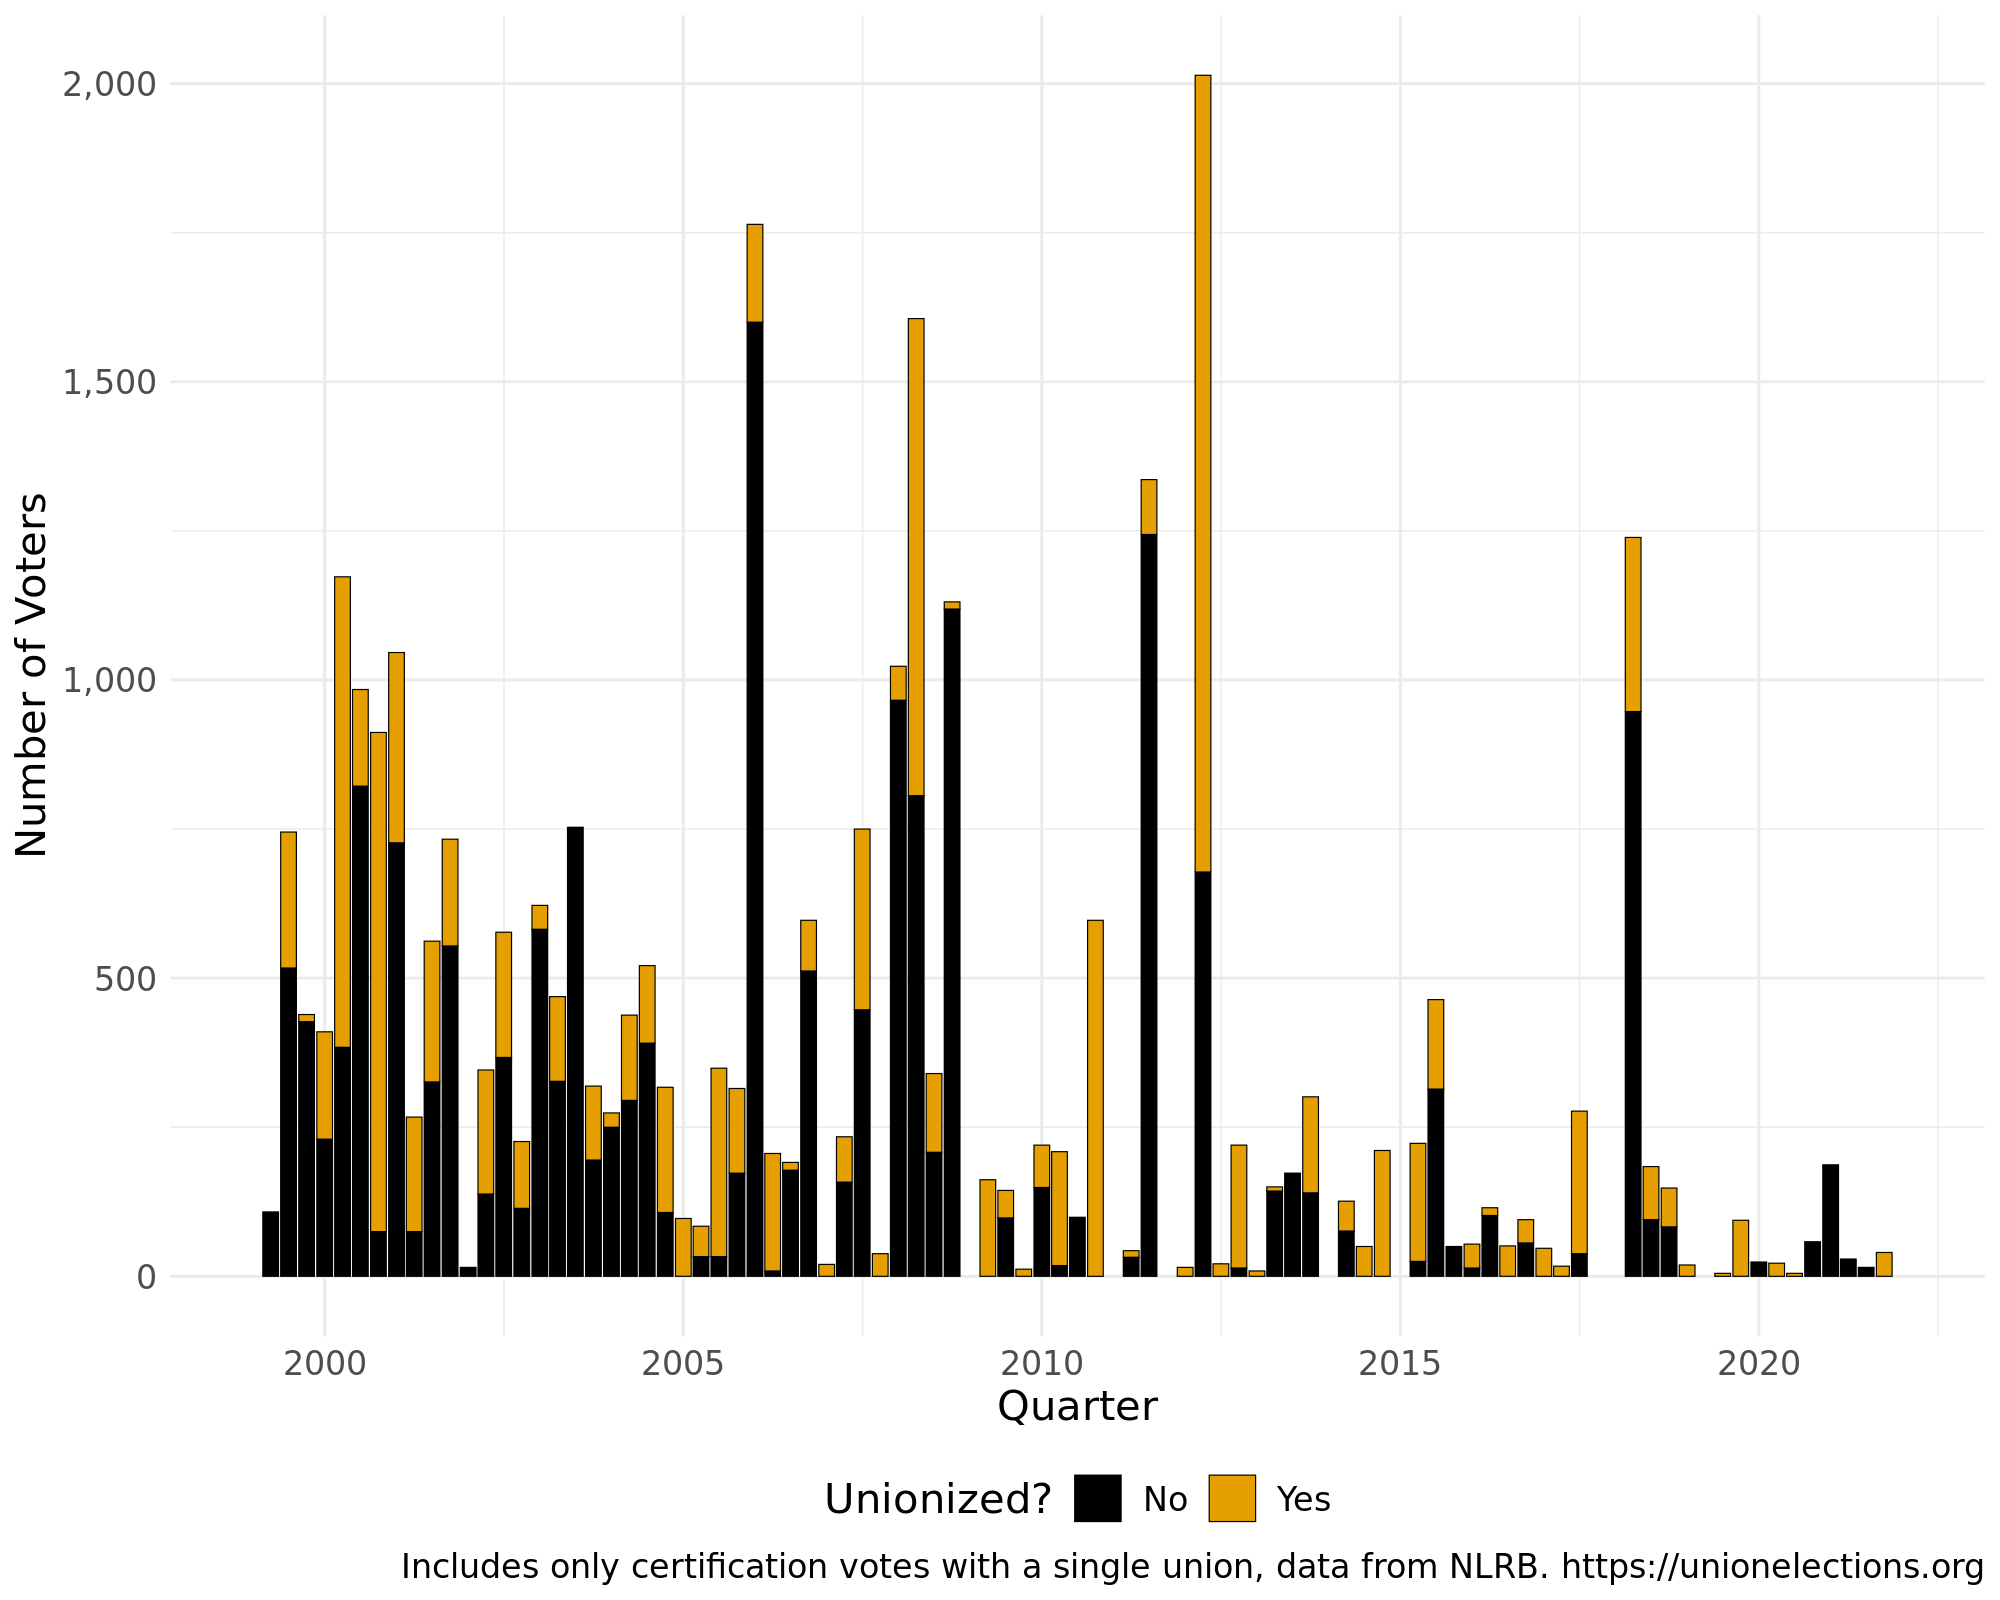 2,000
1,500
1,000
500
0
Number of Voters
2000 2005 2010 2015 2020
Quarter
Unionized? No Yes
Includes only certification votes with a single union, data from NLRB. https://unionelections.org